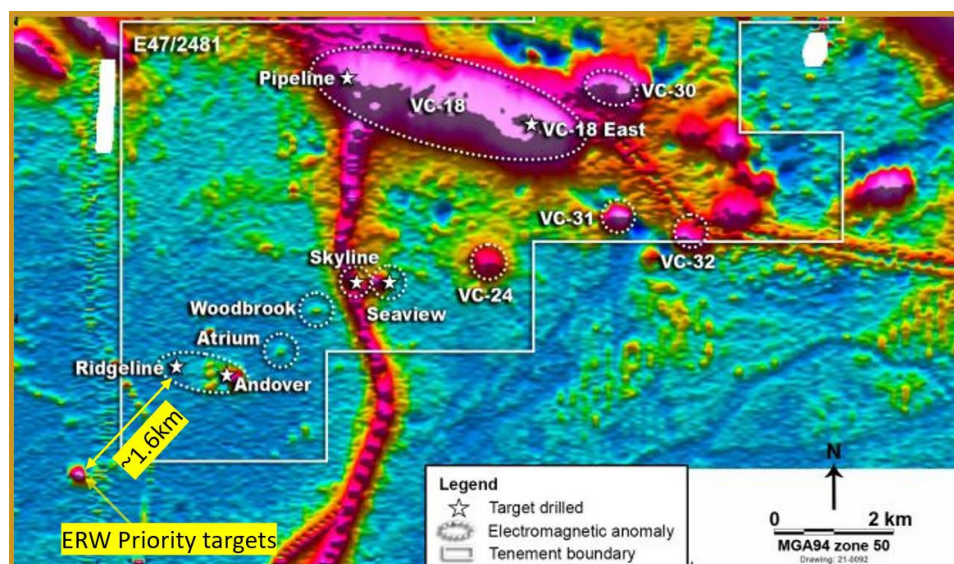 E47/2481
Pipeline
VC-18
VC-30
VC-18 East
VC-31
VC-32
Skyline
Seaview
VC-24
Woodbrook
Atrium
Ridgeline
Andover
~1.6km
ERW Priority targets
Legend
Target drilled
Electromagnetic anomaly
Tenement boundary
N
0 2 km
MGA94 zone 50
Drawing: 21-0092